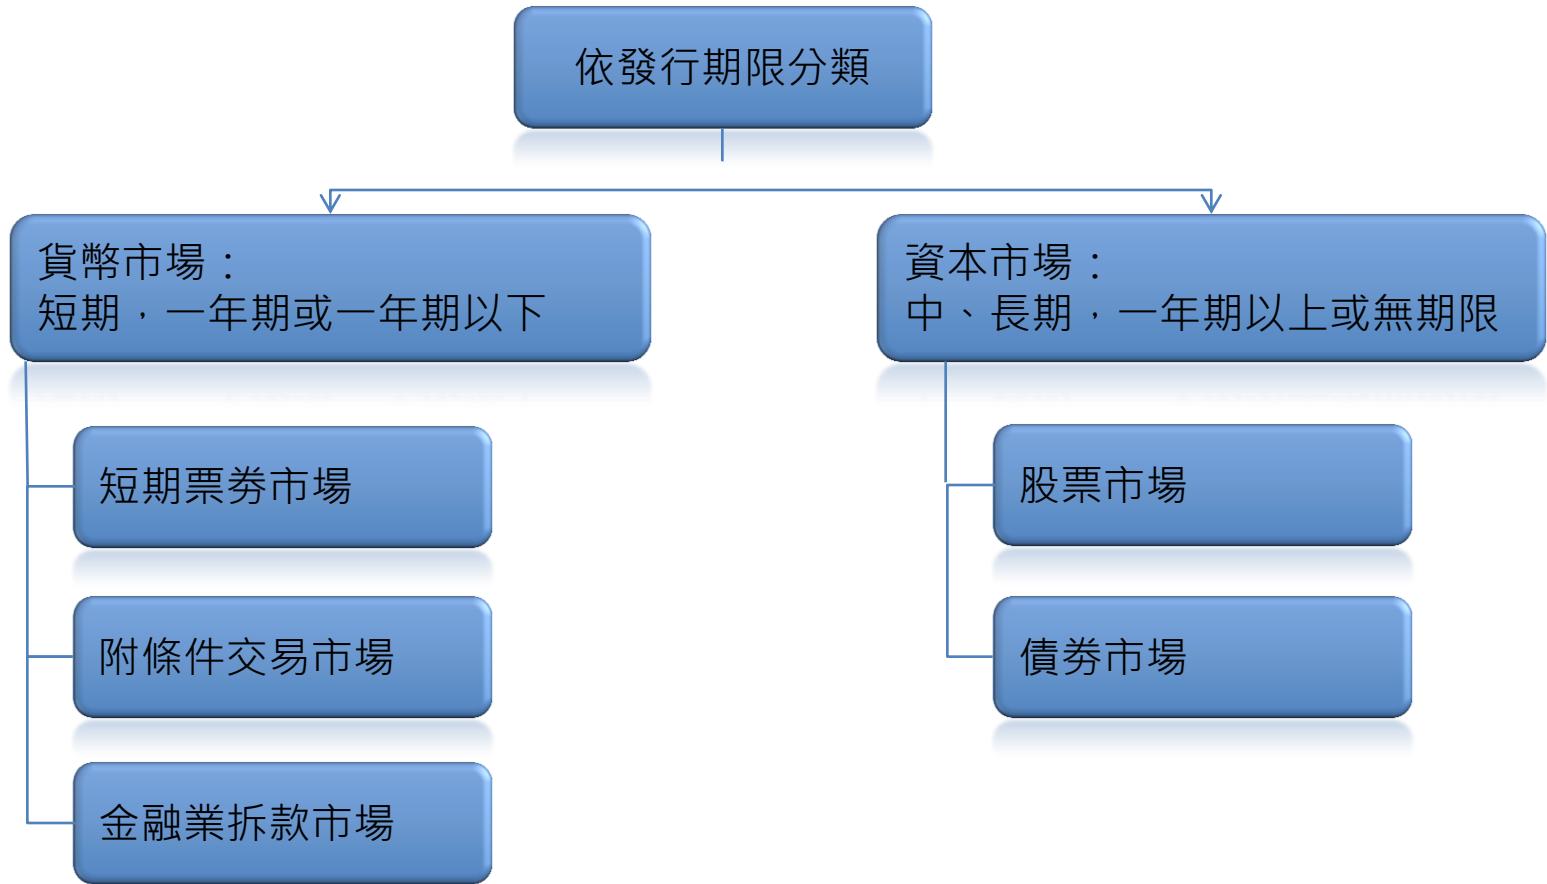 依發行期限分類
貨幣市場：
短期，一年期或一年期以下
資本市場：
中、長期，一年期以上或無期限
短期票券市場
附條件交易市場
金融業拆款市場
股票市場
債券市場